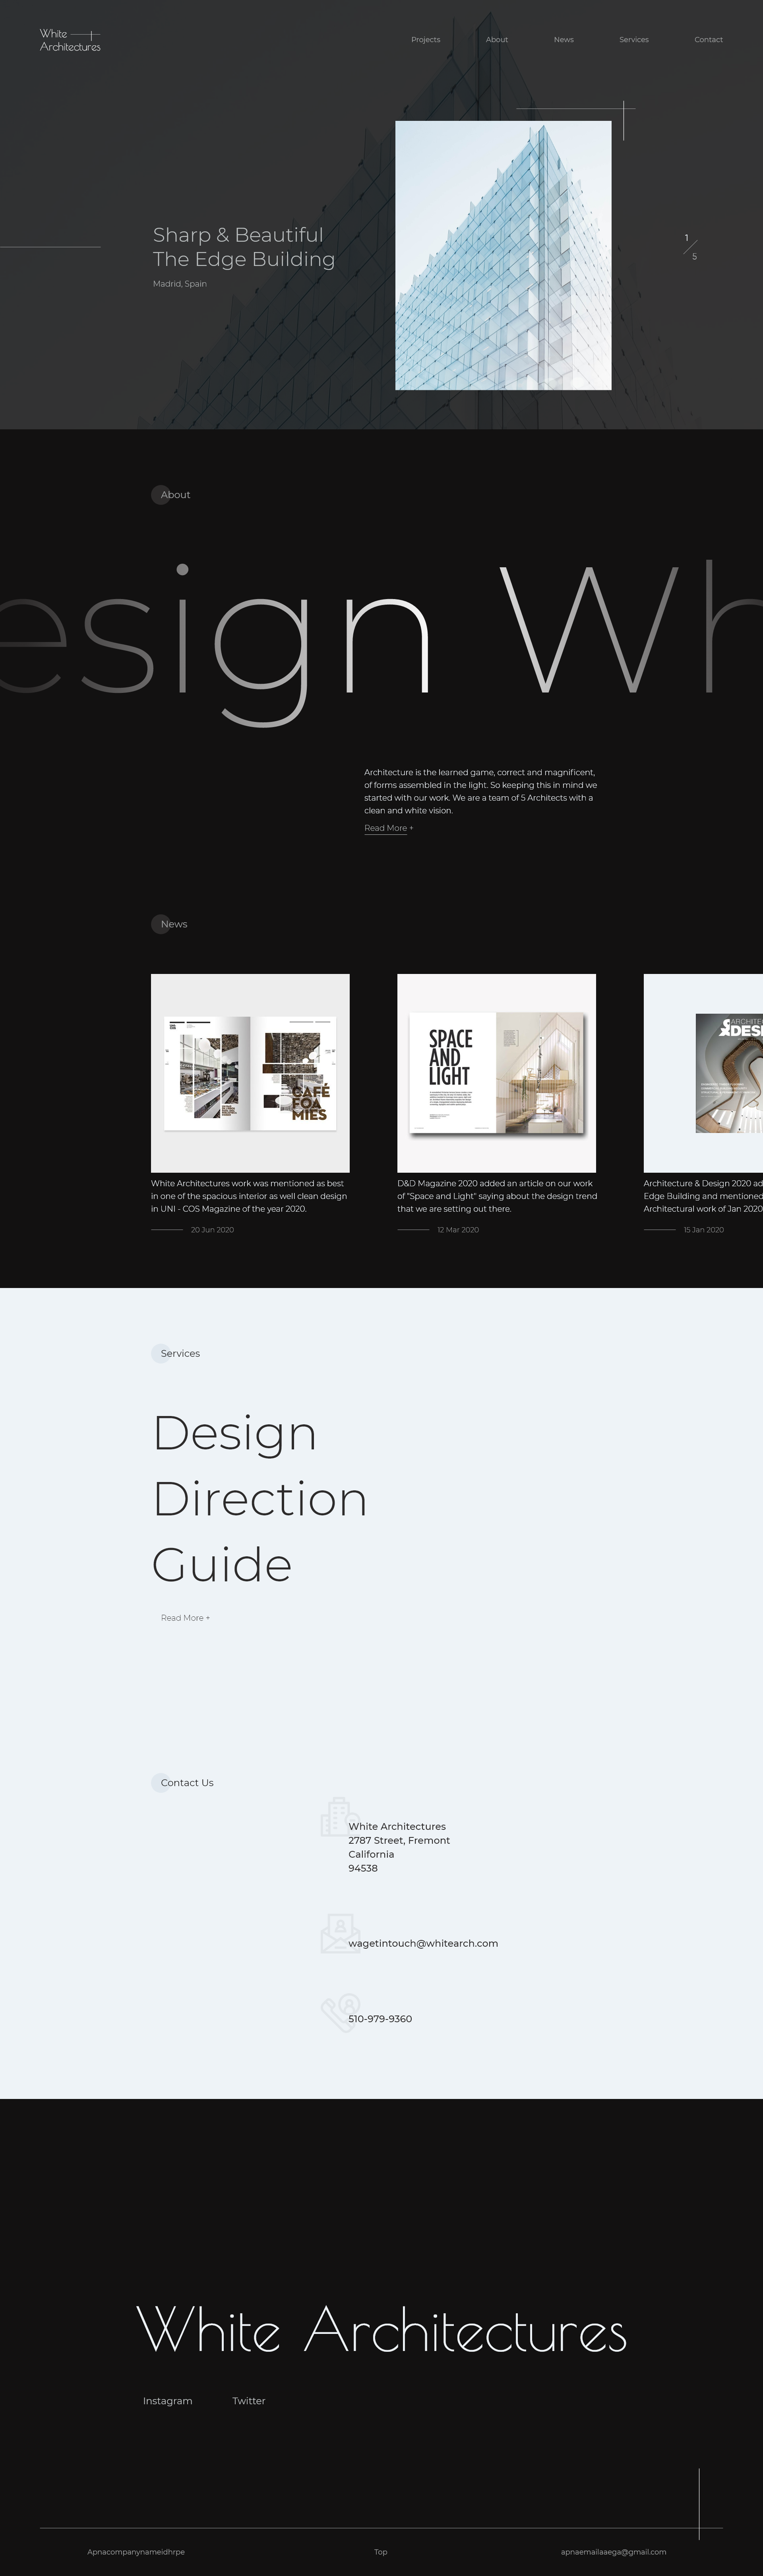 White
Architectures
Projects
About
News
Services
Contact
Sharp & Beautiful
The Edge Building
Madrid, Spain
1
5
About
esign Wh
Architecture is the learned game, correct and magnificent,
of forms assembled in the light. So keeping this in mind we
started with our work. We are a team of 5 Architects with a
clean and white vision.
Read More +
News
CAFÉ
FOA
MIES
SPACE
AND
LIGHT
White Architectures work was mentioned as best
in one of the spacious interior as well clean design
in UNI - COS Magazine of the year 2020.
20 Jun 2020
D&D Magazine 2020 added an article on our work
of "Space and Light" saying about the design trend
that we are setting out there.
12 Mar 2020
ARCHITEC
&DESI
Architecture & Design 2020 ad
Edge Building and mentioned
Architectural work of Jan 2020
15 Jan 2020
Services
Design
Direction
Guide
Read More +
Contact Us
White Architectures
2787 Street, Fremont
California
94538
wagetintouch@whitearch.com
510-979-9360
White Architectures
Instagram
Twitter
Apnacompanynameidhrpe
Top
apnaemailaaega@gmail.com